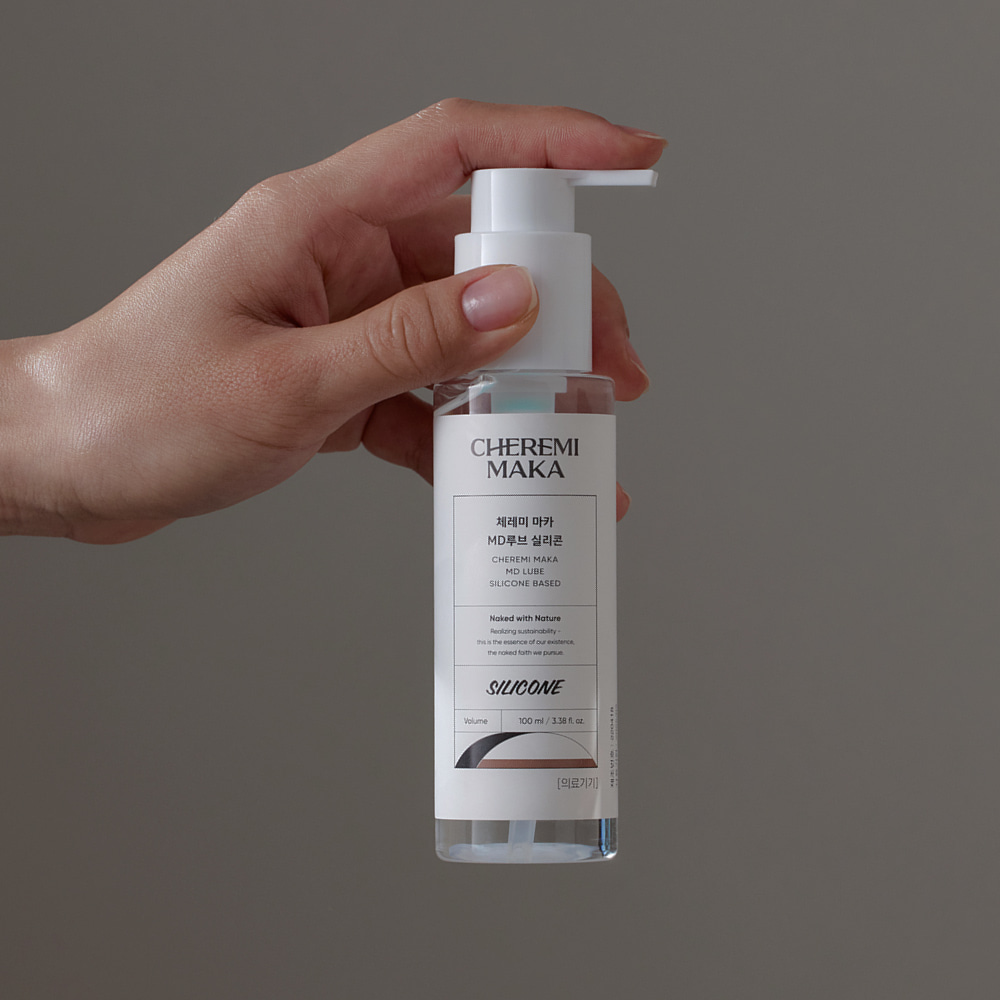 CHEREMI
MAKA
체레미 마카
MD루브 실리콘
CHEREMI MAKA
MD LUBE
SILICONE BASED
Naked with Nature
Realizing sustainability -
this is the essence of our existence,
the naked faith we pursue.
SILICONE
Volume
100 ml / 3.38 fl. oz.
[의료기기]